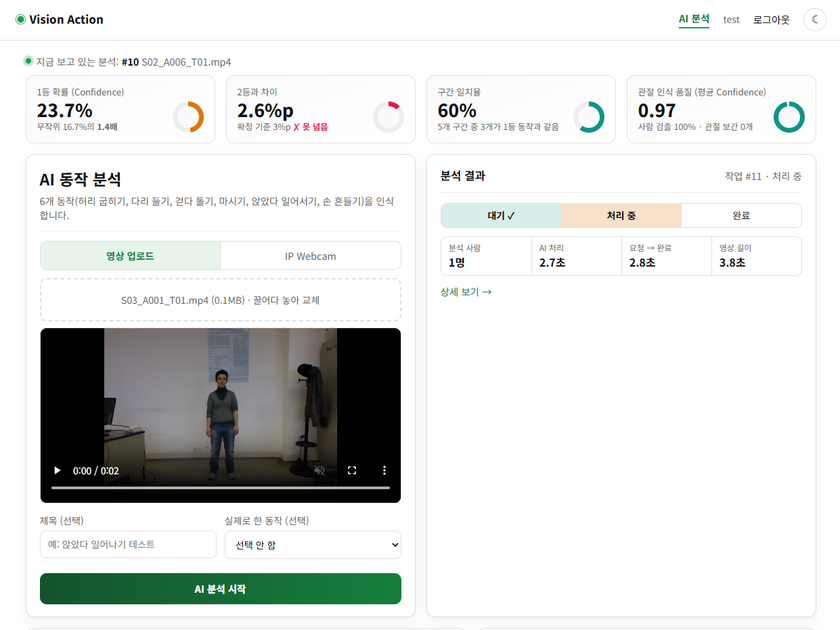 Vision Action
AI 분석
test
로그아웃
지금 보고 있는 분석: #10 S02_A006_T01.mp4
1등 확률 (Confidence)
23.7%
무작위 16.7%의 1.4배
2등과 차이
2.6%p
확정 기준 3%p ✗ 못 넘음
구간 일치율
60%
5개 구간 중 3개가 1등 동작과 같음
관절 인식 품질 (평균 Confidence)
0.97
사람 검출 100% · 관절 보간 0개
AI 동작 분석
6개 동작(허리 굽히기, 다리 들기, 걷다 돌기, 마시기, 앉았다 일어서기, 손 흔들기)을 인식
합니다.
영상 업로드
IP Webcam
S03_A001_T01.mp4 (0.1MB) · 끌어다 놓아 교체
0:00 / 0:02
제목 (선택)
실제로 한 동작 (선택)
예: 앉았다 일어나기 테스트
선택 안 함
AI 분석 시작
분석 결과
작업 #11 · 처리 중
대기 ✓
처리 중
완료
분석 사람
1명
AI 처리
2.7초
요청 → 완료
2.8초
영상 길이
3.8초
상세 보기 →